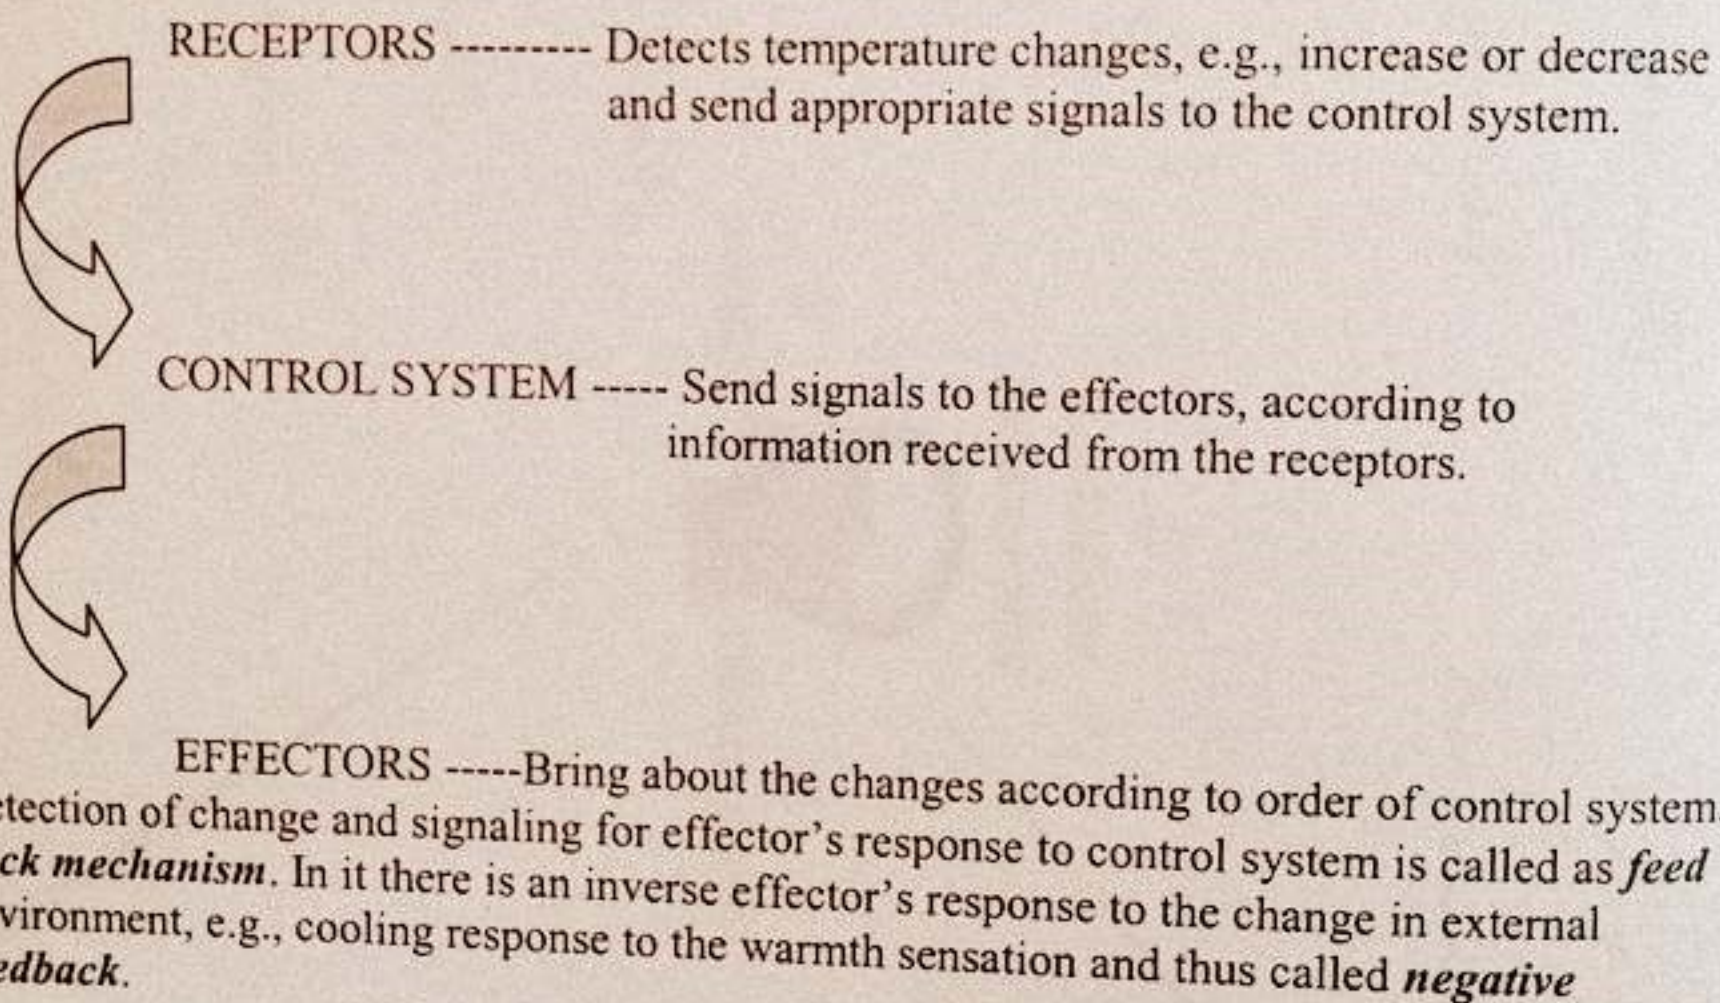 RECEPTORS --------- Detects temperature changes, e.g., increase or decrease
and send appropriate signals to the control system.
CONTROL SYSTEM ----- Send signals to the effectors, according to
information received from the receptors.
EFFECTORS -----Bring about the changes according to order of control system.
tection of change and signaling for effector's response to control system is called as feed
ck mechanism. In it there is an inverse effector's response to the change in external
vironment, e.g., cooling response to the warmth sensation and thus called negative
edback.